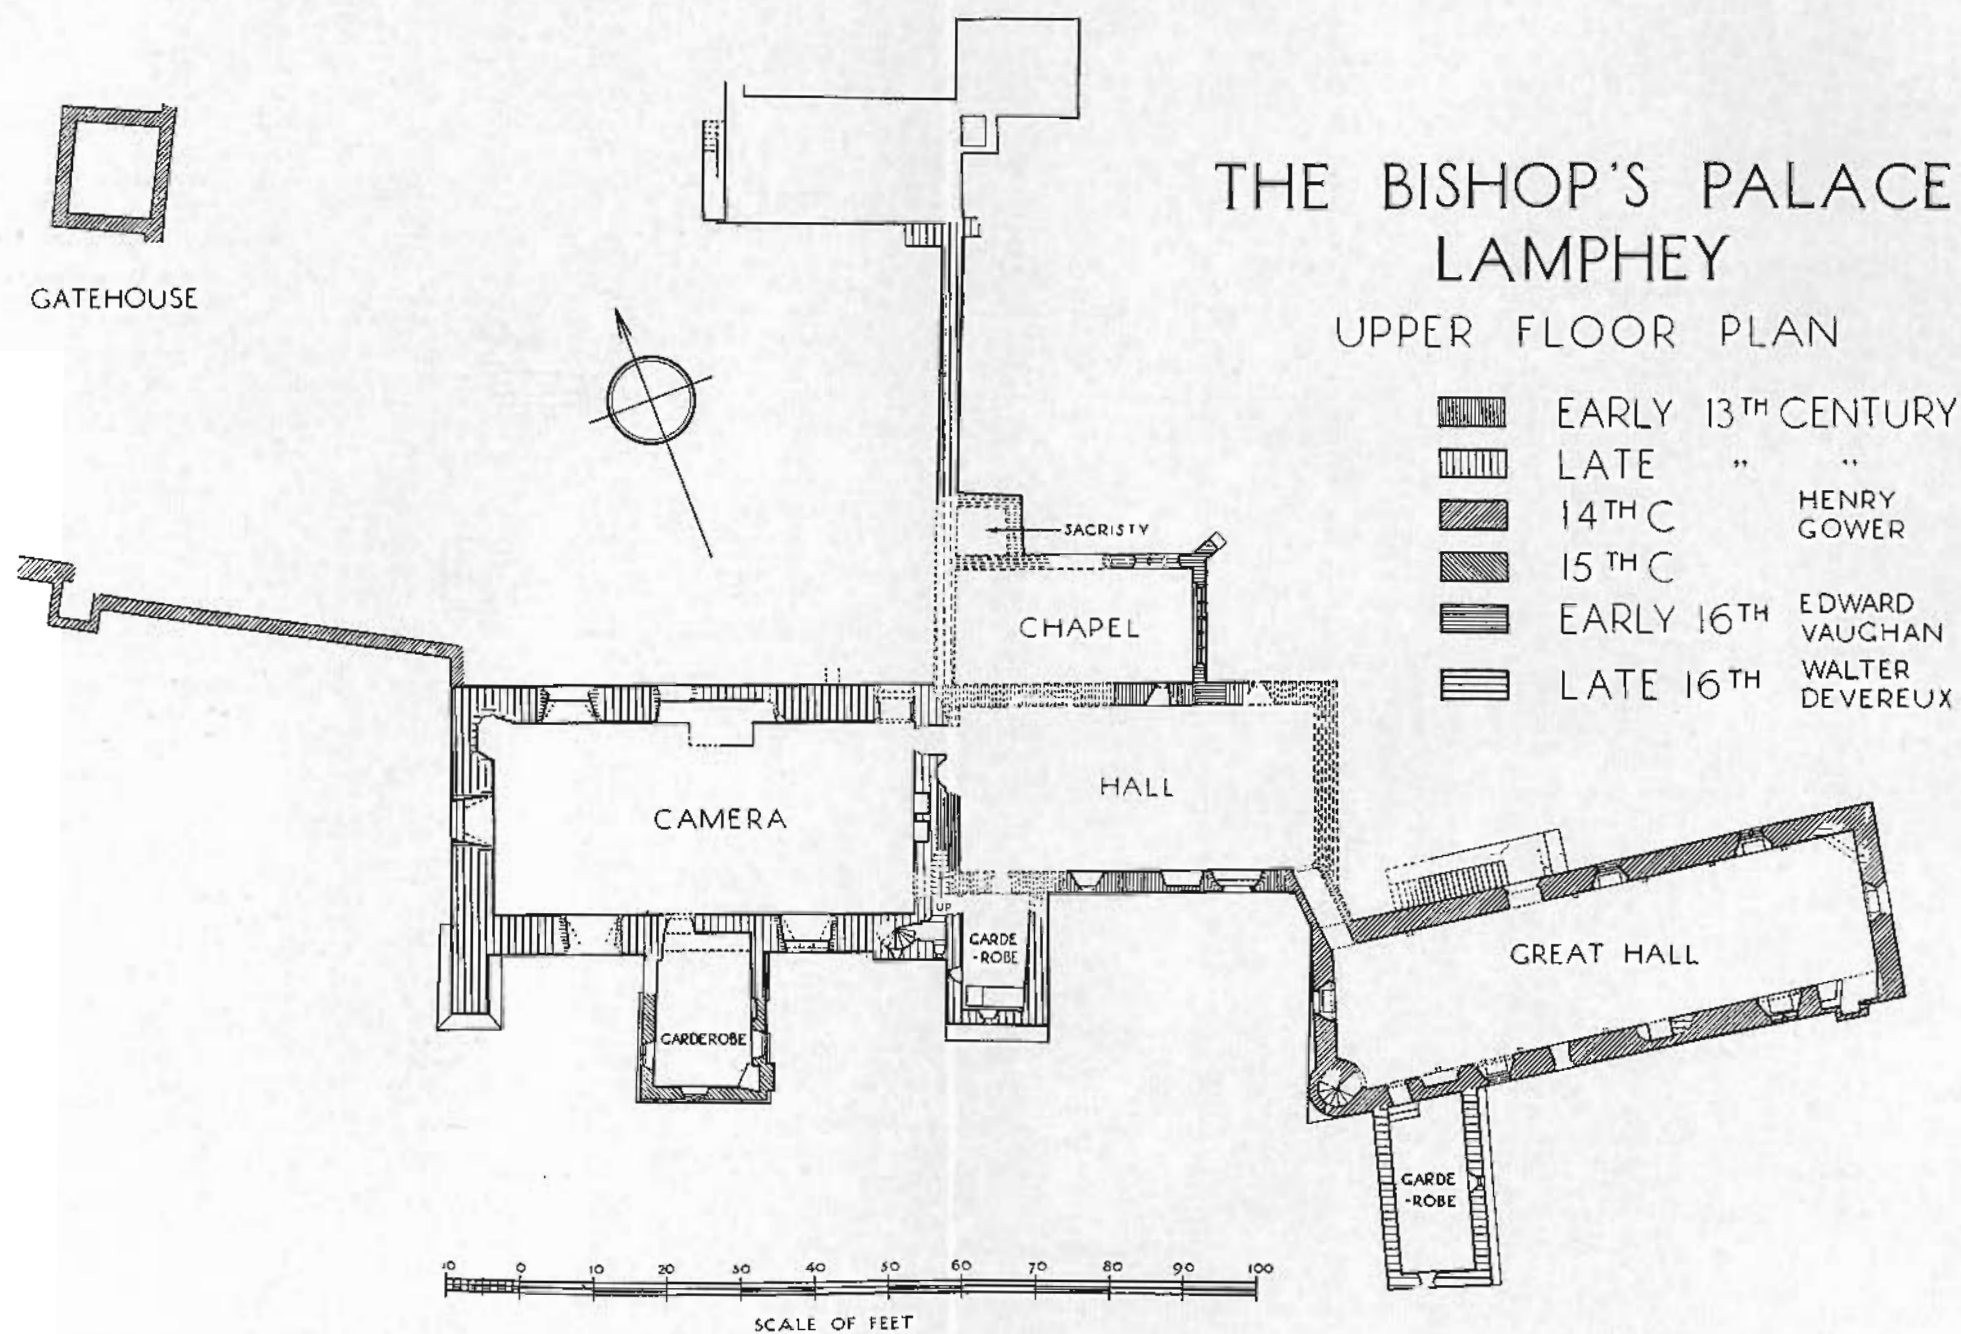 THE BISHOP'S PALACE
LAMPHEY
UPPER FLOOR PLAN
EARLY 13TH CENTURY
LATE " "
14TH C HENRY GOWER
15TH C
EARLY 16TH EDWARD VAUGHAN
LATE 16TH WALTER DEVEREUX
GATEHOUSE
SACRISTY
CHAPEL
HALL
CAMERA
UP
GARDE
-ROBE
GREAT HALL
GARDEROBE
GARDE
-ROBE
10 0 10 20 30 40 50 60 70 80 90 100
SCALE OF FEET